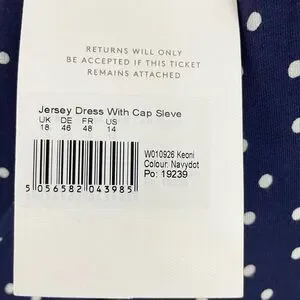 RETURNS WILL ONLY
BE ACCEPTED IF THIS TICKET
REMAINS ATTACHED
Jersey Dress With Cap Sleve
UK DE FR US
18 46 48 14
W010926 Keoni
Colour: Navydot
Po: 19239
5 056582 043985